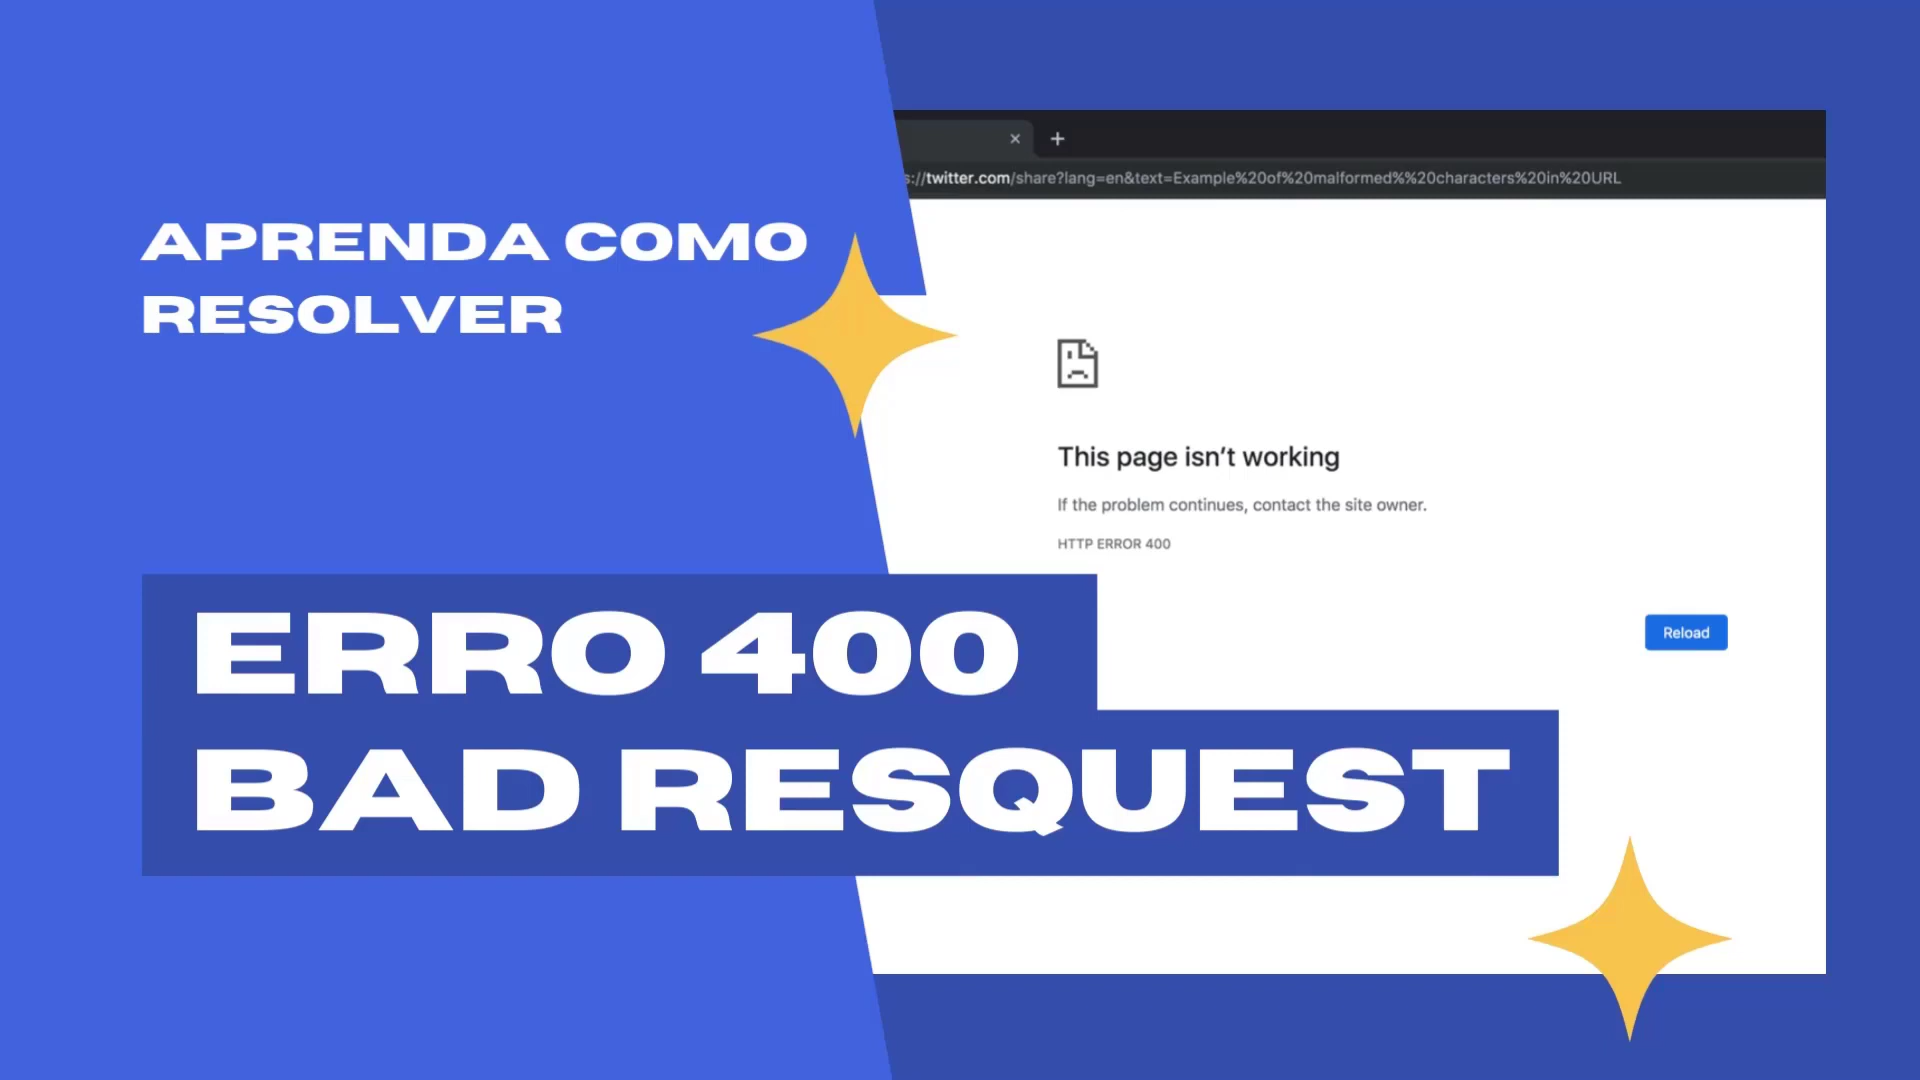 APRENDA COMO
RESOLVER
s://twitter.com/share?lang=en&text=Example%20of%20malformed%%20characters%20in%20URL
This page isn’t working
If the problem continues, contact the site owner.
HTTP ERROR 400
Reload
ERRO 400
BAD RESQUEST